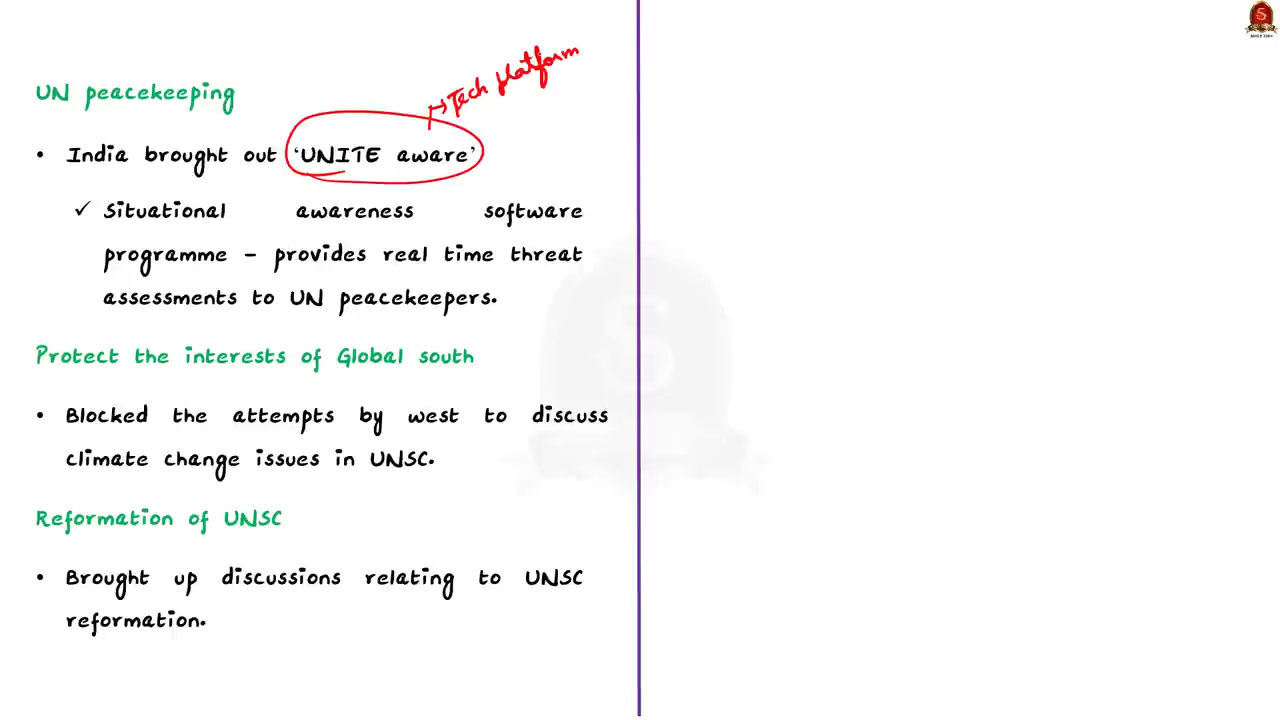 UN peacekeeping
→ Tech platform
• India brought out 'UNITE aware'
✓ Situational awareness software
programme – provides real time threat
assessments to UN peacekeepers.
Protect the interests of Global south
• Blocked the attempts by west to discuss
climate change issues in UNSC.
Reformation of UNSC
• Brought up discussions relating to UNSC
reformation.
S
SINCE 2004
S